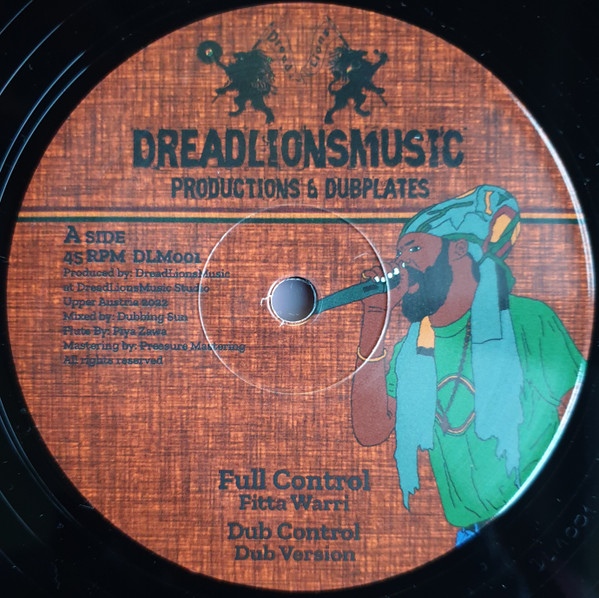 Dread Lions
DREADLIONSMUSIC
PRODUCTIONS & DUBPLATES
A SIDE
45 RPM DLM001
Produced by: DreadLionsMusic
at DreadLionsMusic Studio
Upper Austria 2022
Mixed by: Dubbing Sun
Flute By: Piya Zawa
Mastering by: Pressure Mastering
All rights reserved
Full Control
Fitta Warri
Dub Control
Dub Version